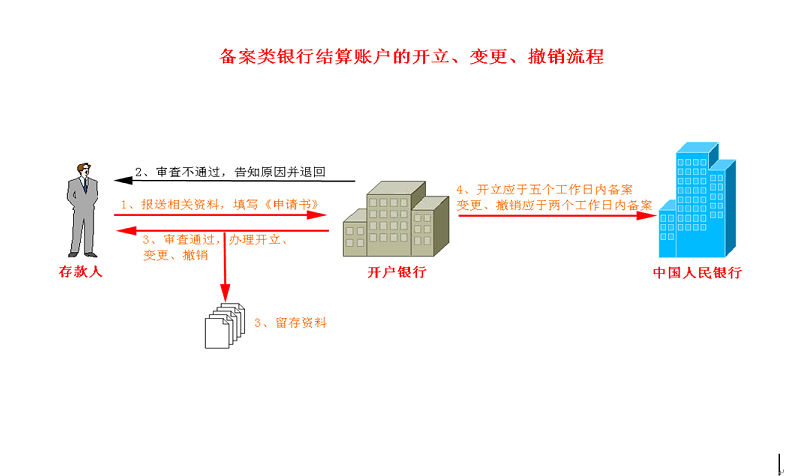 备案类银行结算账户的开立、变更、撤销流程
2、审查不通过，告知原因并退回
1、报送相关资料，填写《申请书》
3、审查通过，办理开立、
变更、撤销
4、开立应于五个工作日内备案
变更、撤销应于两个工作日内备案
存款人
开户银行
中国人民银行
3、留存资料